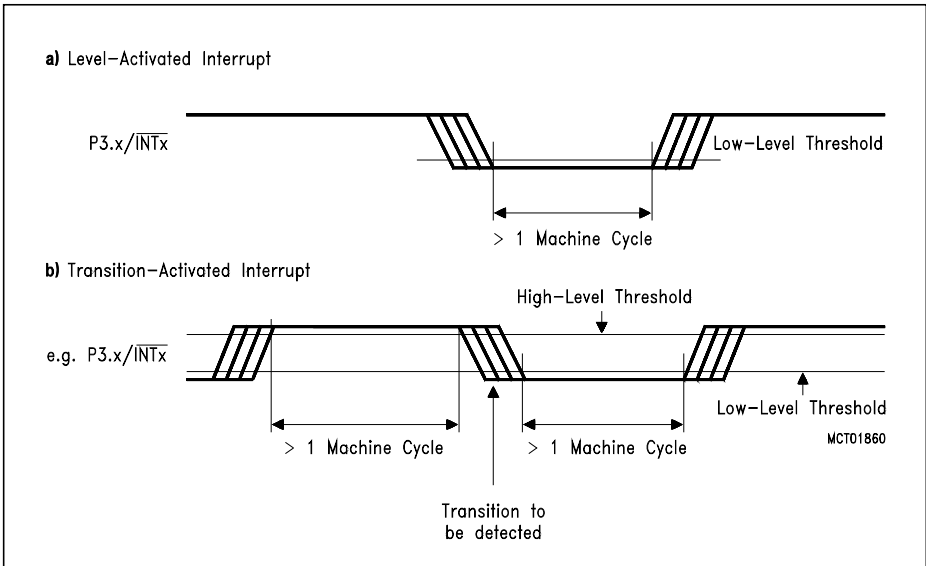 a) Level-Activated Interrupt
P3.x/INTx
Low-Level Threshold
> 1 Machine Cycle
b) Transition-Activated Interrupt
High-Level Threshold
e.g. P3.x/INTx
Low-Level Threshold
MCT01860
> 1 Machine Cycle
> 1 Machine Cycle
Transition to
be detected